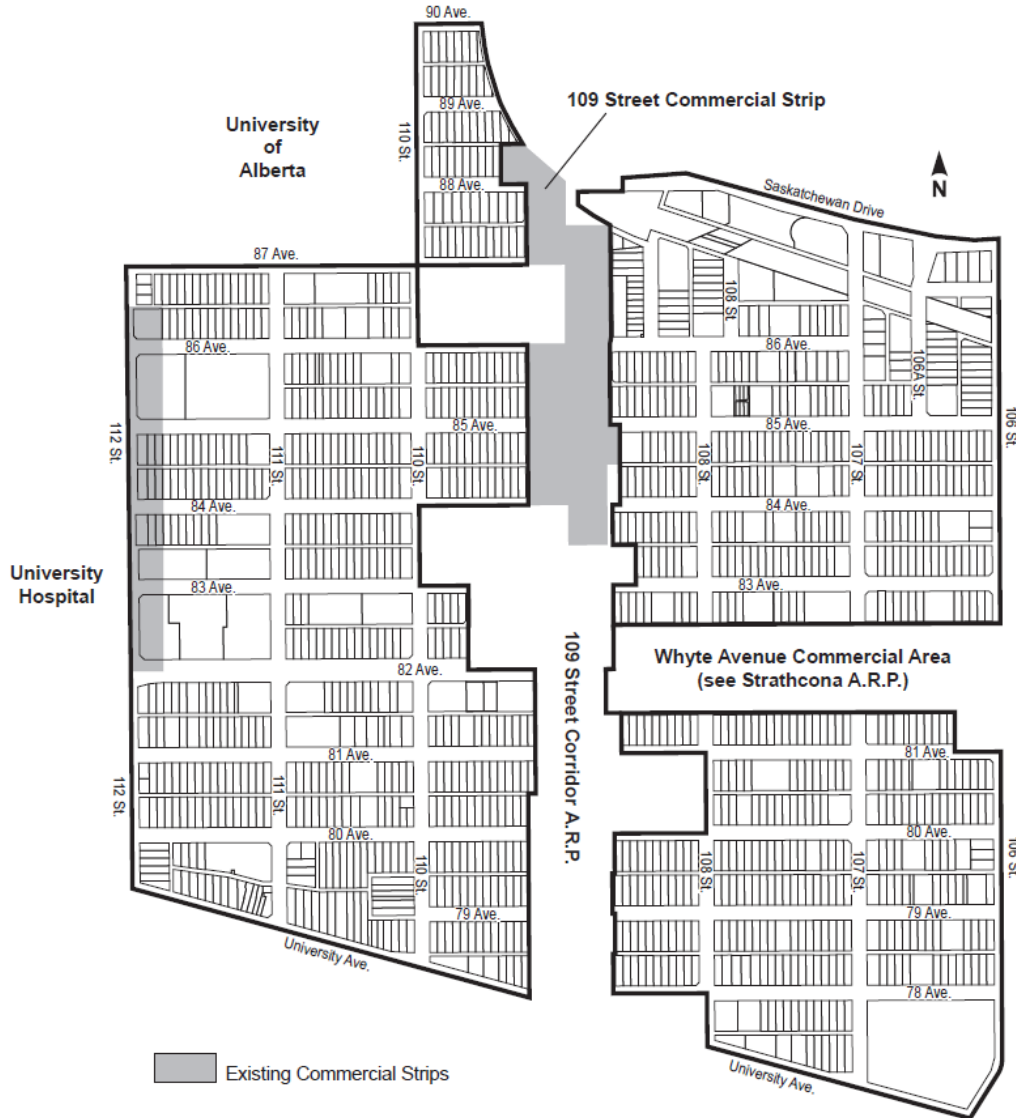 90 Ave.
109 Street Commercial Strip
89 Ave.
University
of
Alberta
110 St.
N
88 Ave.
Saskatchewan Drive
87 Ave.
108 St.
86 Ave.
86 Ave.
106A St.
112 St.
85 Ave.
85 Ave.
106 St.
111 St.
110 St.
108 St.
107 St.
84 Ave.
84 Ave.
University
Hospital
83 Ave.
83 Ave.
109 Street Corridor A.R.P.
82 Ave.
Whyte Avenue Commercial Area
(see Strathcona A.R.P.)
81 Ave.
81 Ave.
112 St.
111 St.
80 Ave.
80 Ave.
110 St.
108 St.
107 St.
106 St.
79 Ave.
79 Ave.
University Ave.
78 Ave.
University Ave.
Existing Commercial Strips